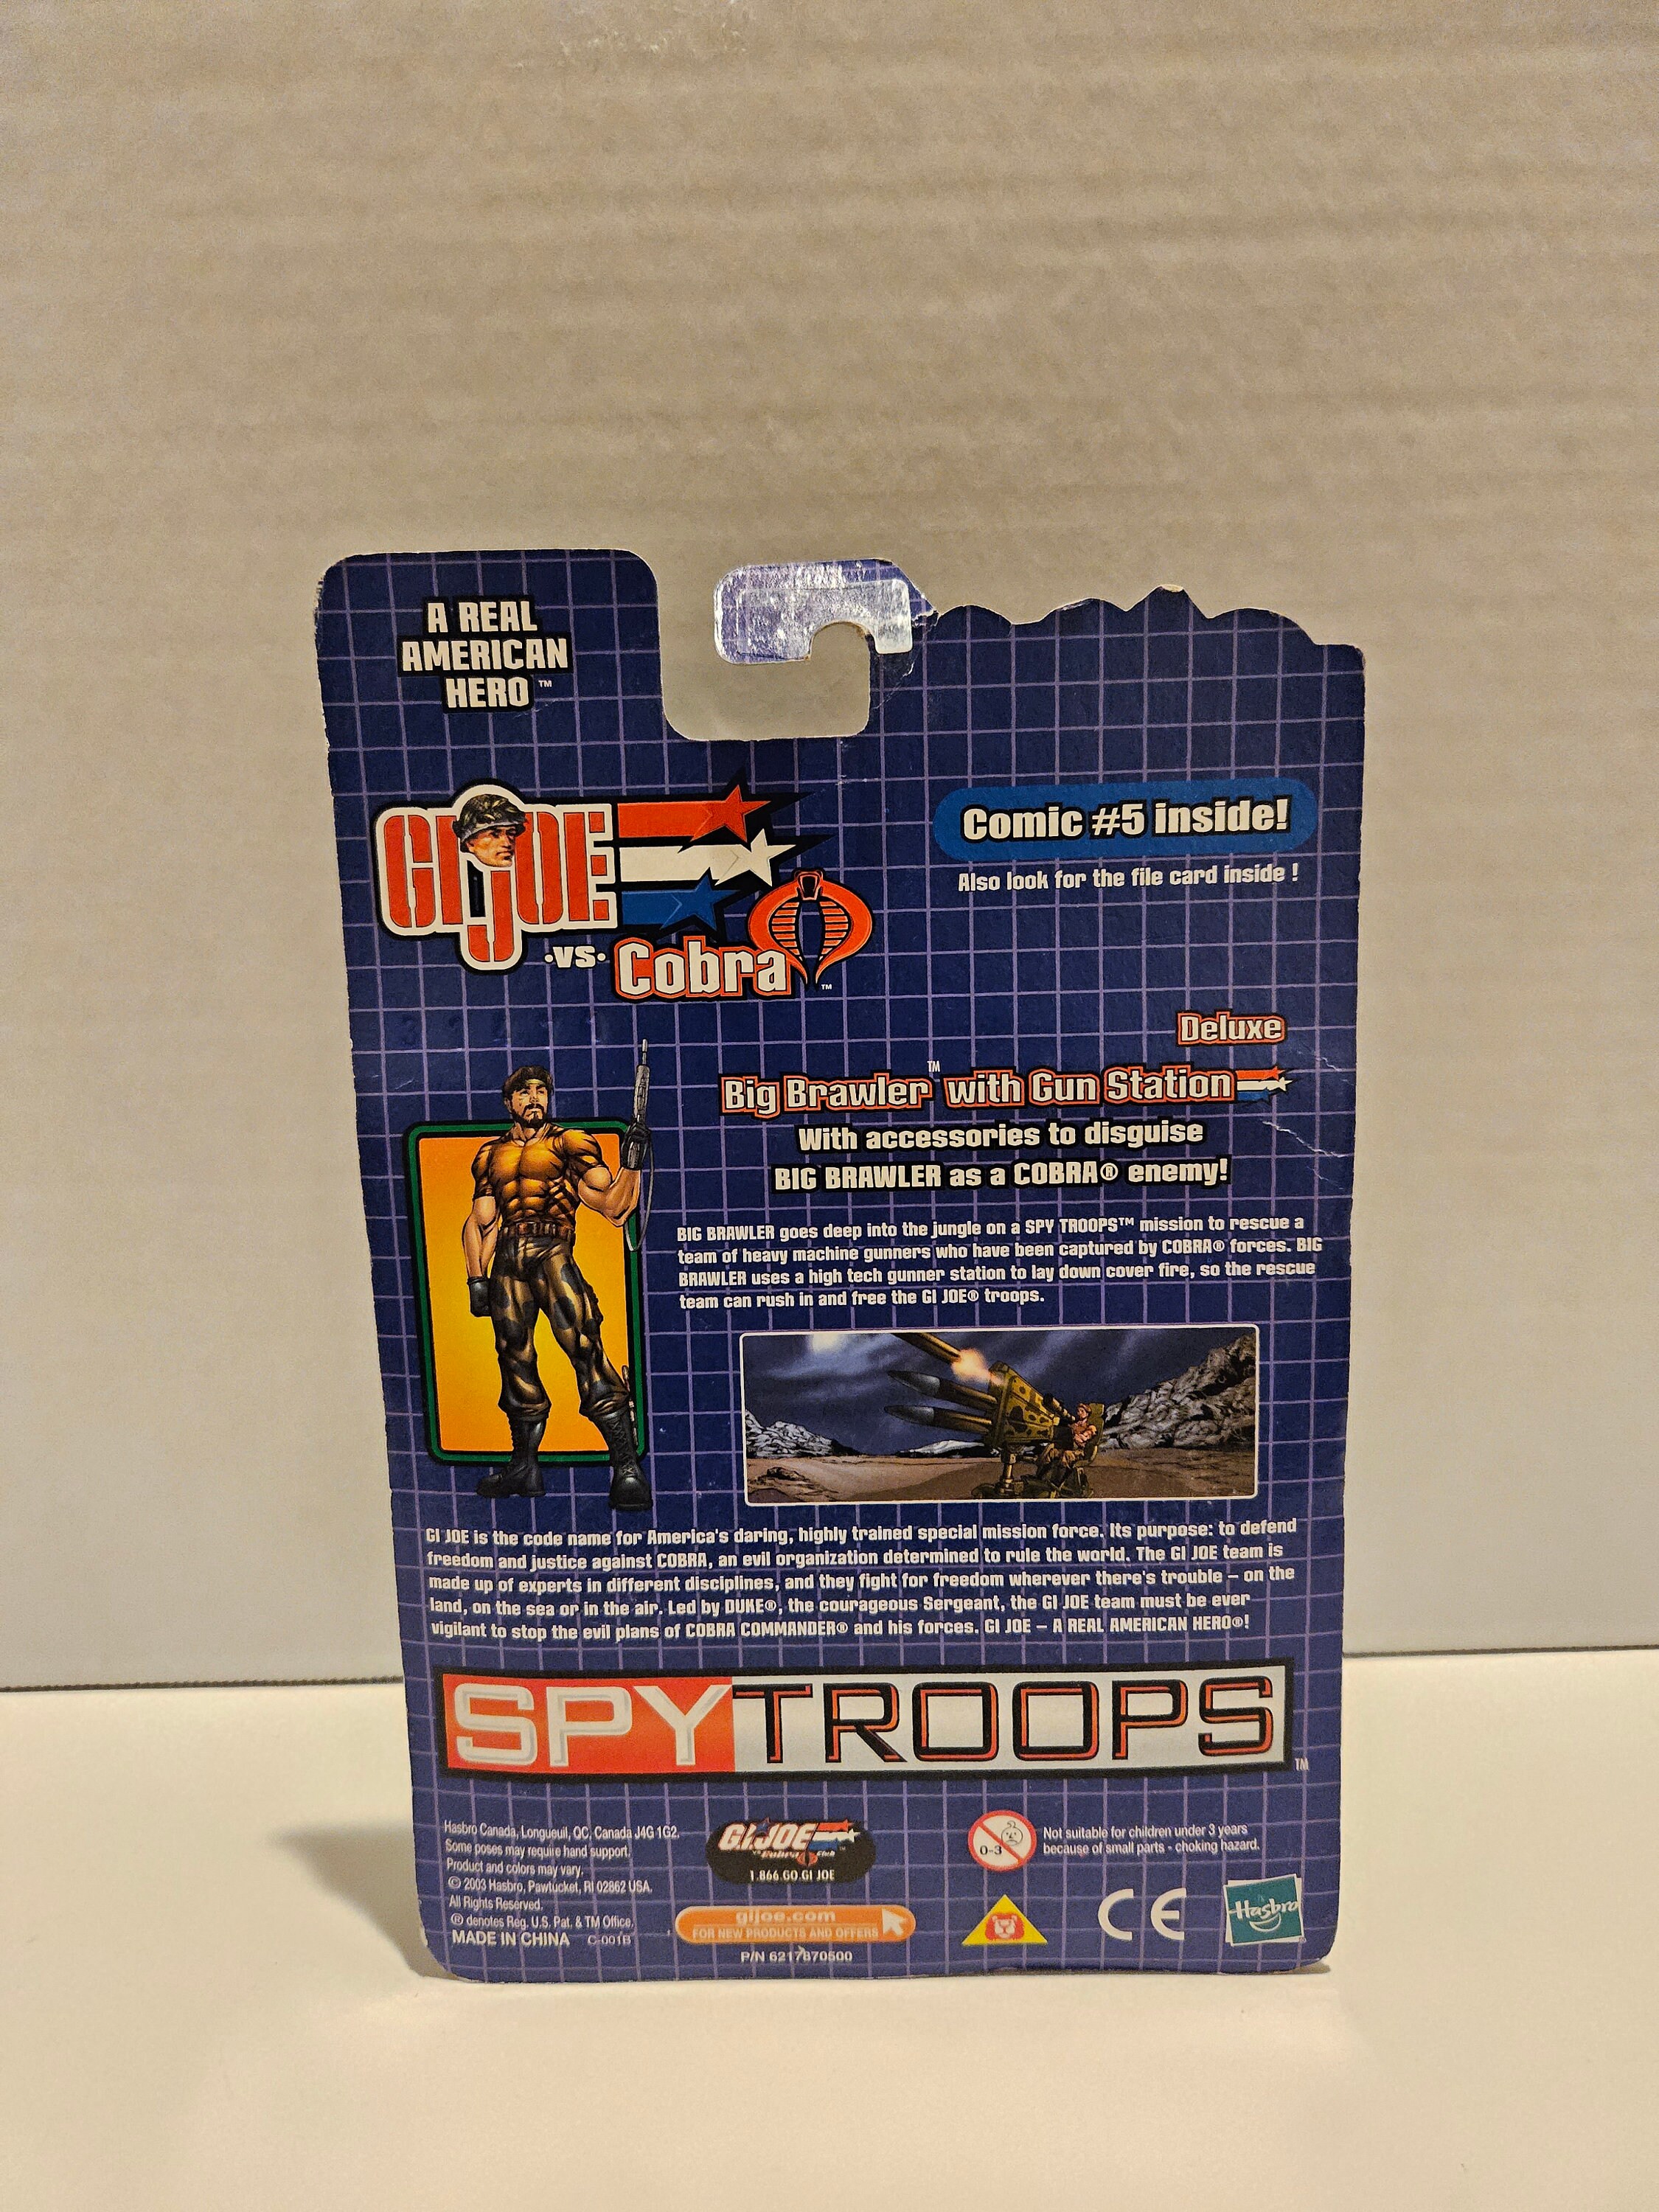 A REAL
AMERICAN
HERO™
GI JOE
·VS· Cobra™
Comic #5 inside!
Also look for the file card inside !
Deluxe
Big Brawler™ with Gun Station
With accessories to disguise
BIG BRAWLER as a COBRA® enemy!
BIG BRAWLER goes deep into the jungle on a SPY TROOPS™ mission to rescue a
team of heavy machine gunners who have been captured by COBRA® forces. BIG
BRAWLER uses a high tech gunner station to lay down cover fire, so the rescue
team can rush in and free the GI JOE® troops.
GI JOE is the code name for America's daring, highly trained special mission force. Its purpose: to defend
freedom and justice against COBRA, an evil organization determined to rule the world. The GI JOE team is
made up of experts in different disciplines, and they fight for freedom wherever there's trouble – on the
land, on the sea or in the air. Led by DUKE®, the courageous Sergeant, the GI JOE team must be ever
vigilant to stop the evil plans of COBRA COMMANDER® and his forces. GI JOE – A REAL AMERICAN HERO®!
SPYTROOPS™
Hasbro Canada, Longueuil, QC, Canada J4G 1G2.
Some poses may require hand support.
Product and colors may vary.
© 2003 Hasbro, Pawtucket, RI 02862 USA.
All Rights Reserved.
® denotes Reg. U.S. Pat. & TM Office.
MADE IN CHINA C-001B
GI JOE
vs Cobra Club
1.866.GO.GI JOE
gijoe.com
FOR NEW PRODUCTS AND OFFERS
P/N 6217870500
0-3
Not suitable for children under 3 years
because of small parts - choking hazard.
CE
Hasbro